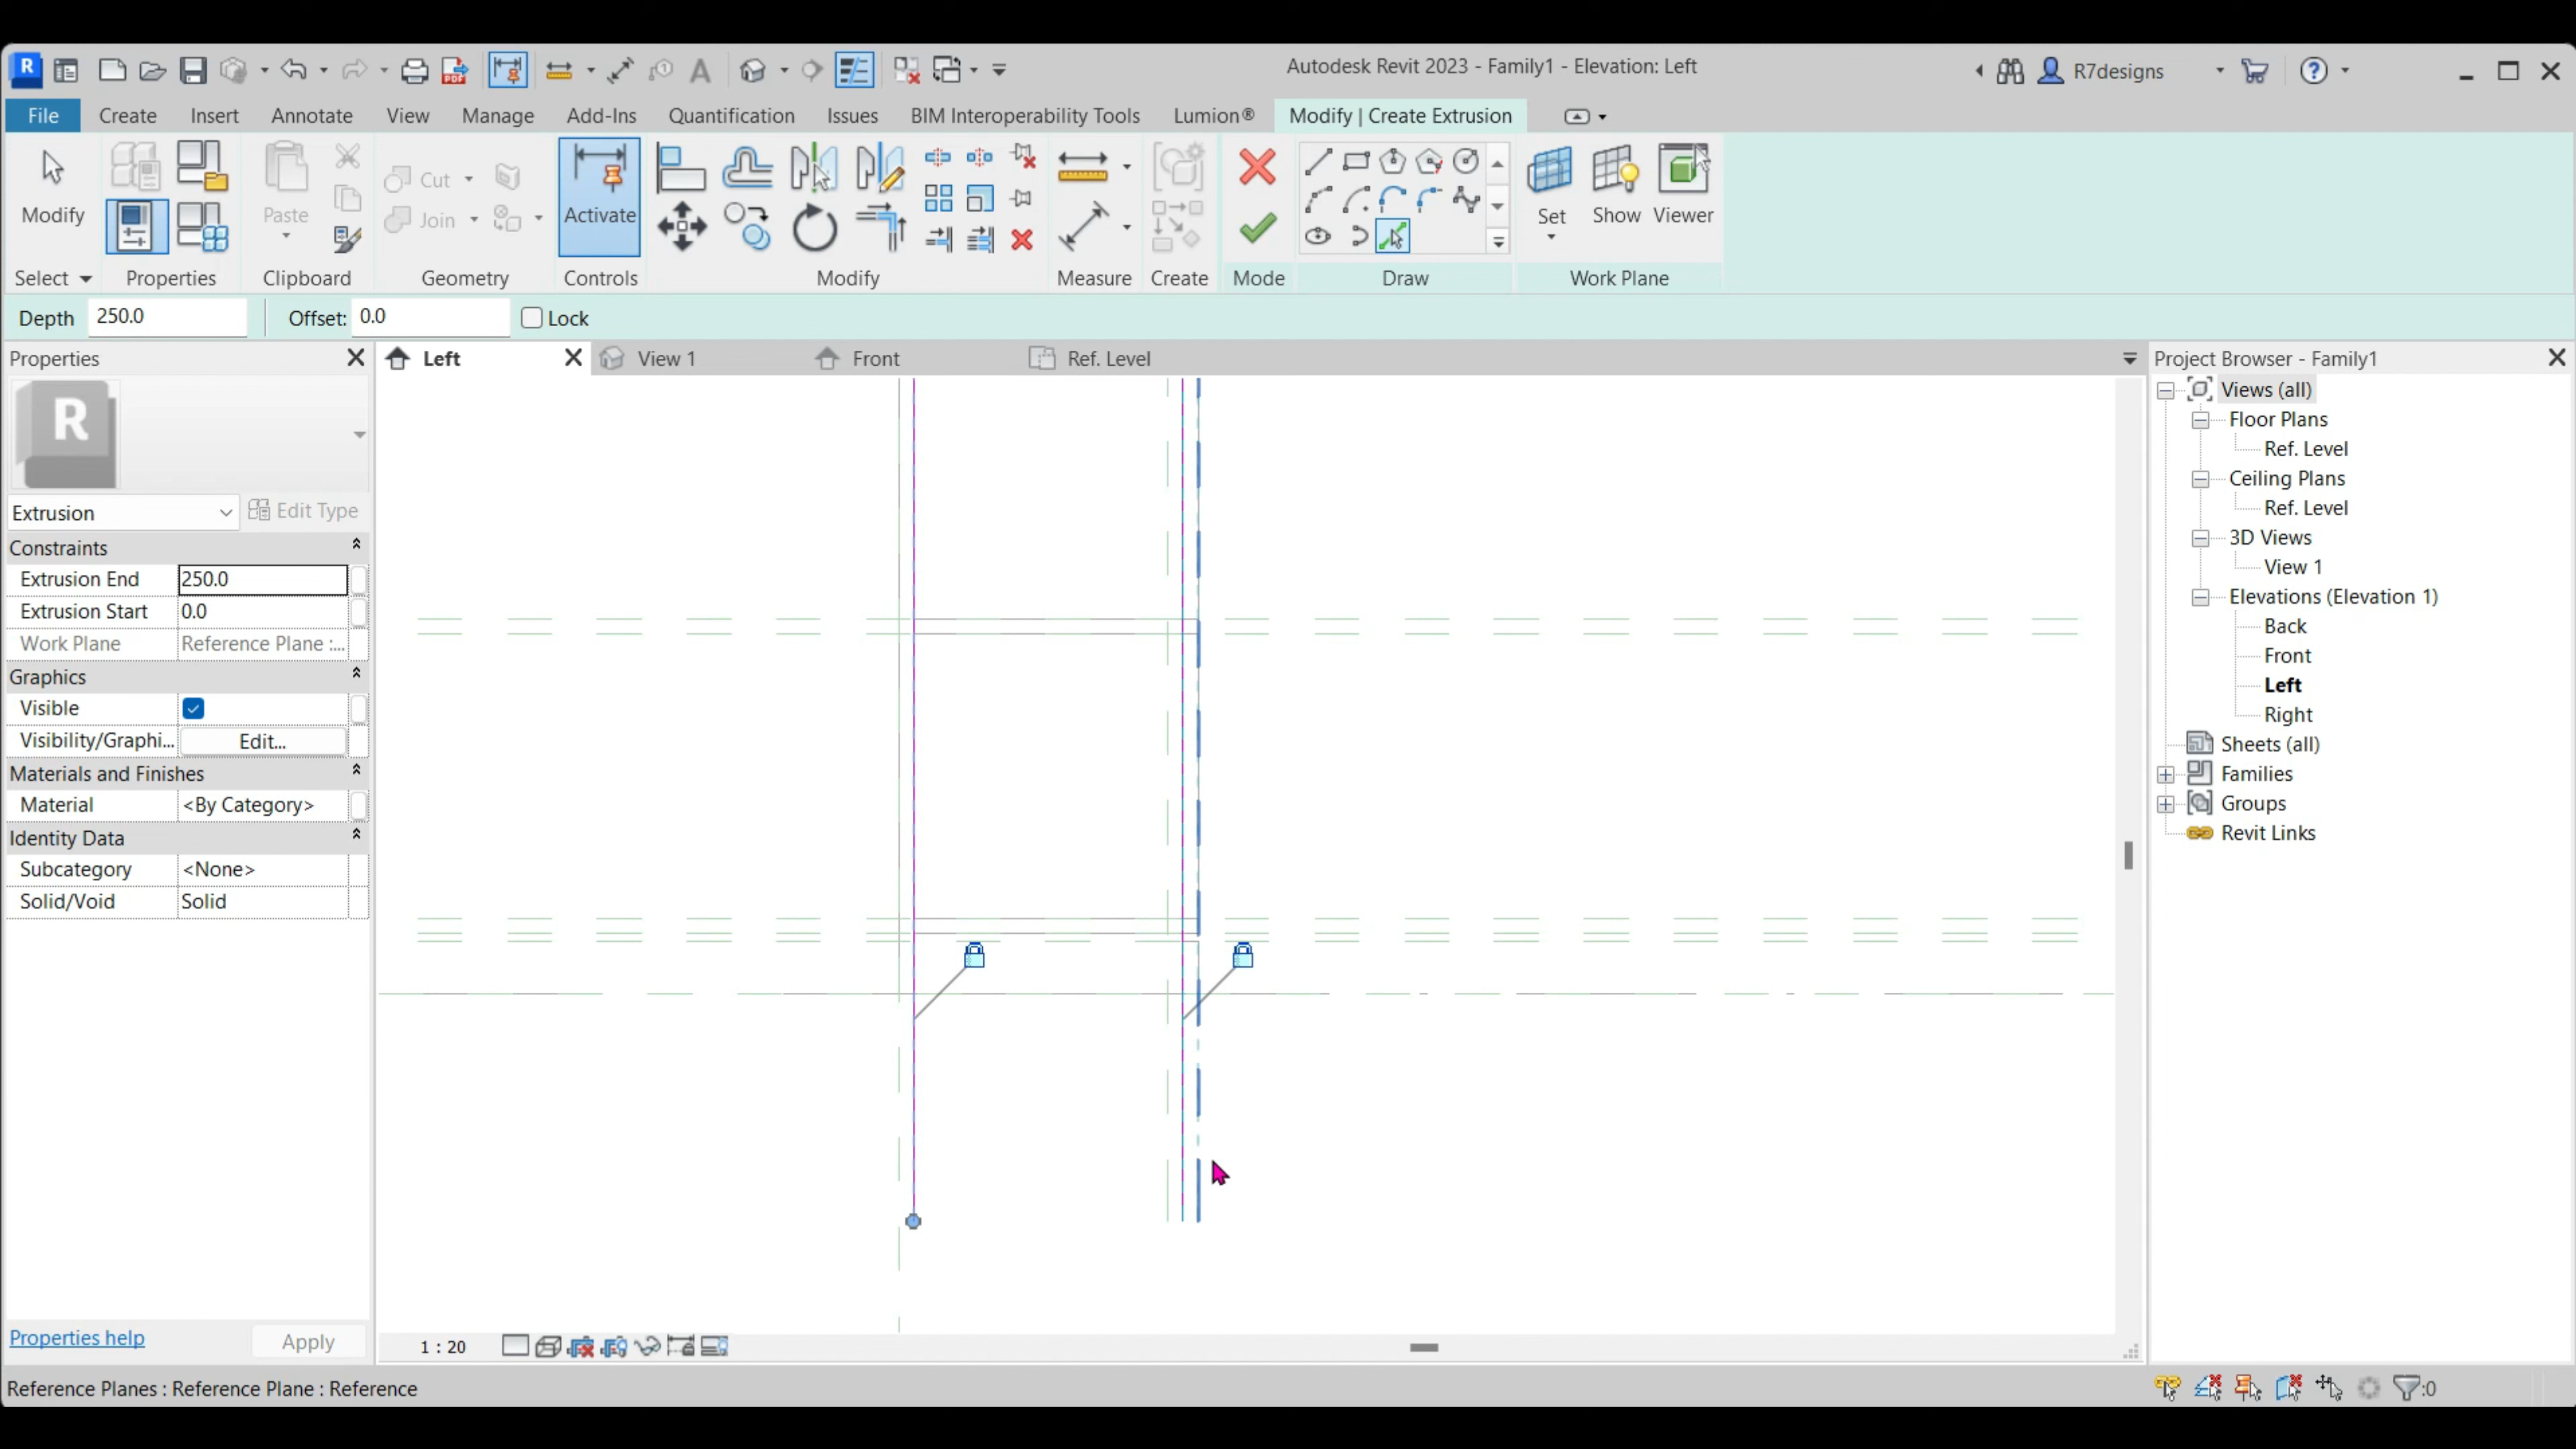 R
Autodesk Revit 2023 - Family1 - Elevation: Left
R7designs
File Create Insert Annotate View Manage Add-Ins Quantification Issues BIM Interoperability Tools Lumion® Modify | Create Extrusion
Modify
Paste
Cut
Join
Activate
Set Show Viewer
Select Properties Clipboard Geometry Controls Modify Measure Create Mode Draw Work Plane
Depth 250.0 Offset: 0.0 Lock
Properties
Left View 1 Front Ref. Level
Project Browser - Family1
R
Extrusion Edit Type
Constraints
Extrusion End 250.0
Extrusion Start 0.0
Work Plane Reference Plane :...
Graphics
Visible
Visibility/Graphi... Edit...
Materials and Finishes
Material <By Category>
Identity Data
Subcategory <None>
Solid/Void Solid
Properties help Apply
Views (all)
Floor Plans
Ref. Level
Ceiling Plans
Ref. Level
3D Views
View 1
Elevations (Elevation 1)
Back
Front
Left
Right
Sheets (all)
Families
Groups
Revit Links
1 : 20
Reference Planes : Reference Plane : Reference
:0